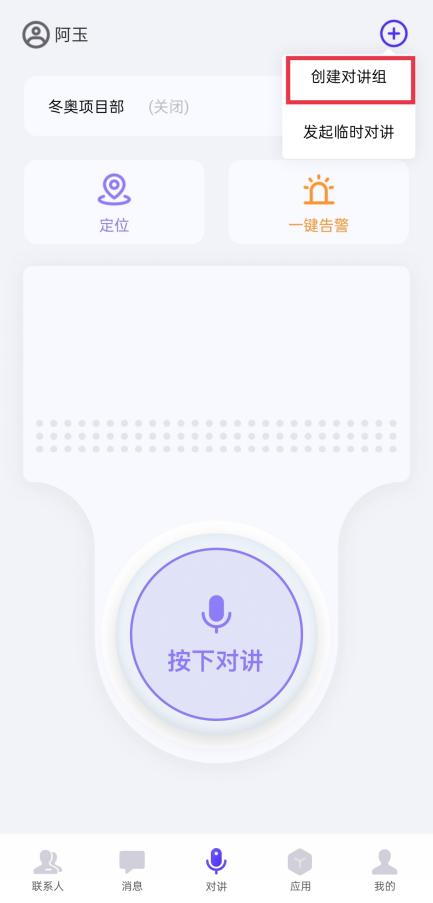 阿玉
创建对讲组
冬奥项目部 (关闭)
发起临时对讲
定位
一键告警
按下对讲
联系人 消息 对讲 应用 我的